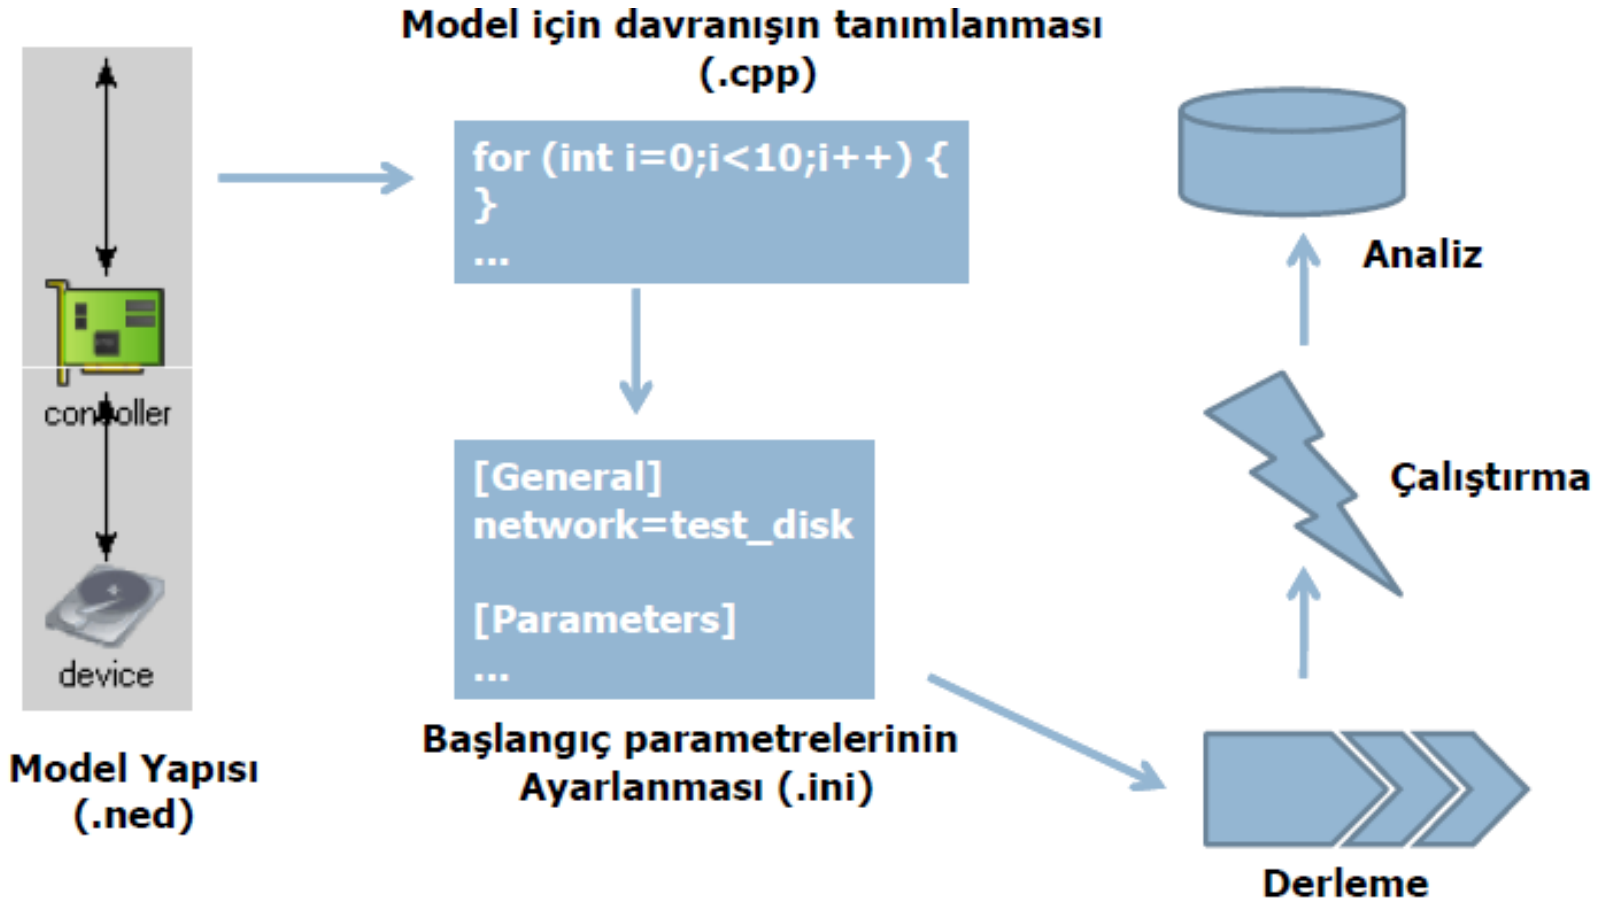 Model için davranışın tanımlanması
(.cpp)
for (int i=0;i<10;i++) {
}
...
controller
device
Model Yapısı
(.ned)
[General]
network=test_disk
[Parameters]
...
Başlangıç parametrelerinin
Ayarlanması (.ini)
Analiz
Çalıştırma
Derleme